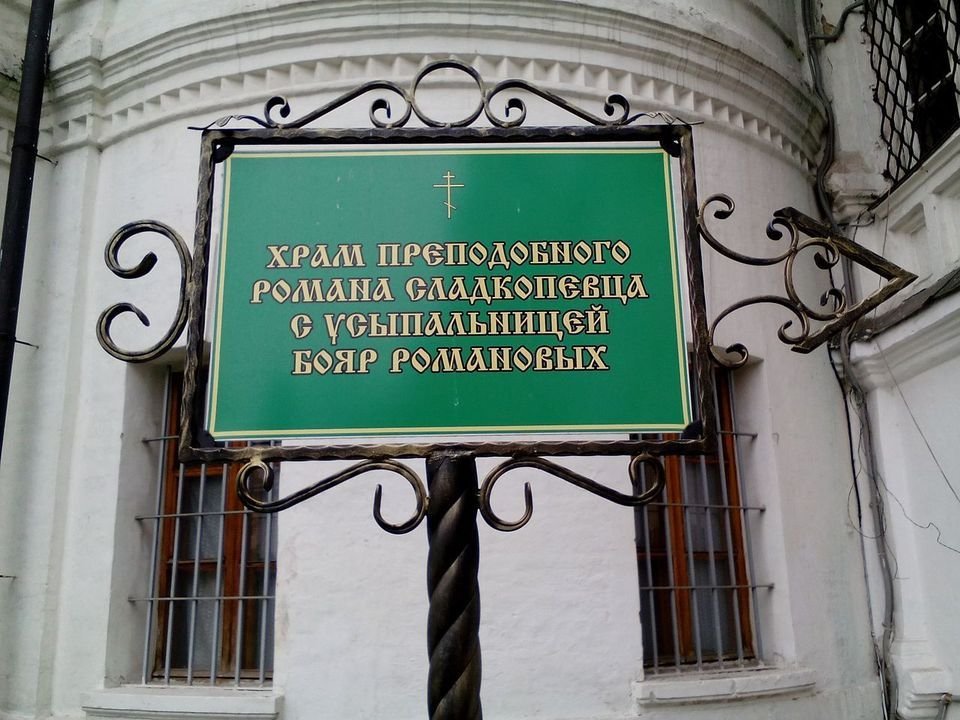 ХРАМ ПРЕПОДОБНОГО
РОМАНА СЛАДКОПЕВЦА
С УСЫПАЛЬНИЦЕЙ
БОЯР РОМАНОВЫХ